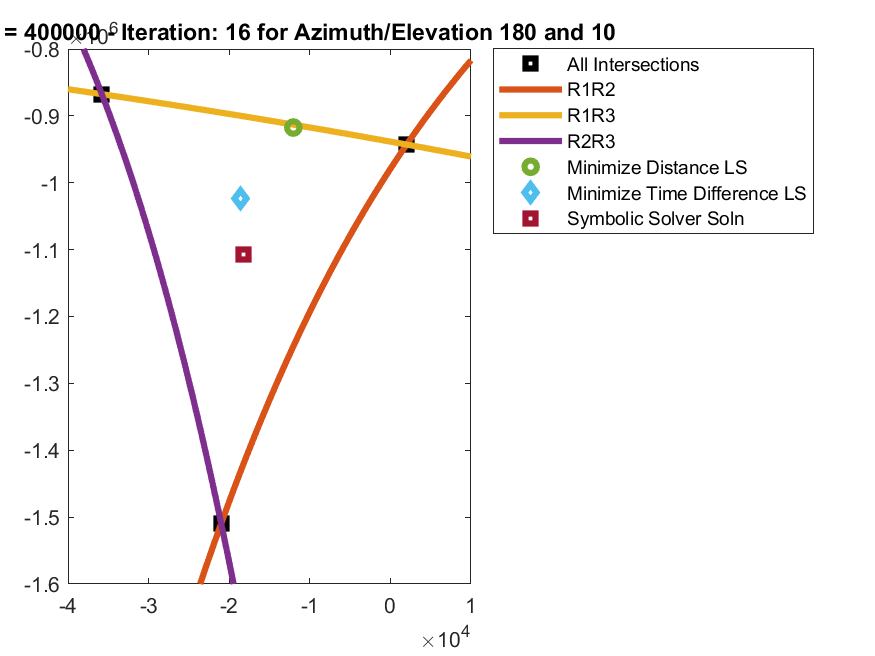 = 400000 - Iteration: 16 for Azimuth/Elevation 180 and 10
×10^6
-0.8
-0.9
-1
-1.1
-1.2
-1.3
-1.4
-1.5
-1.6
-4 -3 -2 -1 0 1
×10^4
All Intersections
R1R2
R1R3
R2R3
Minimize Distance LS
Minimize Time Difference LS
Symbolic Solver Soln